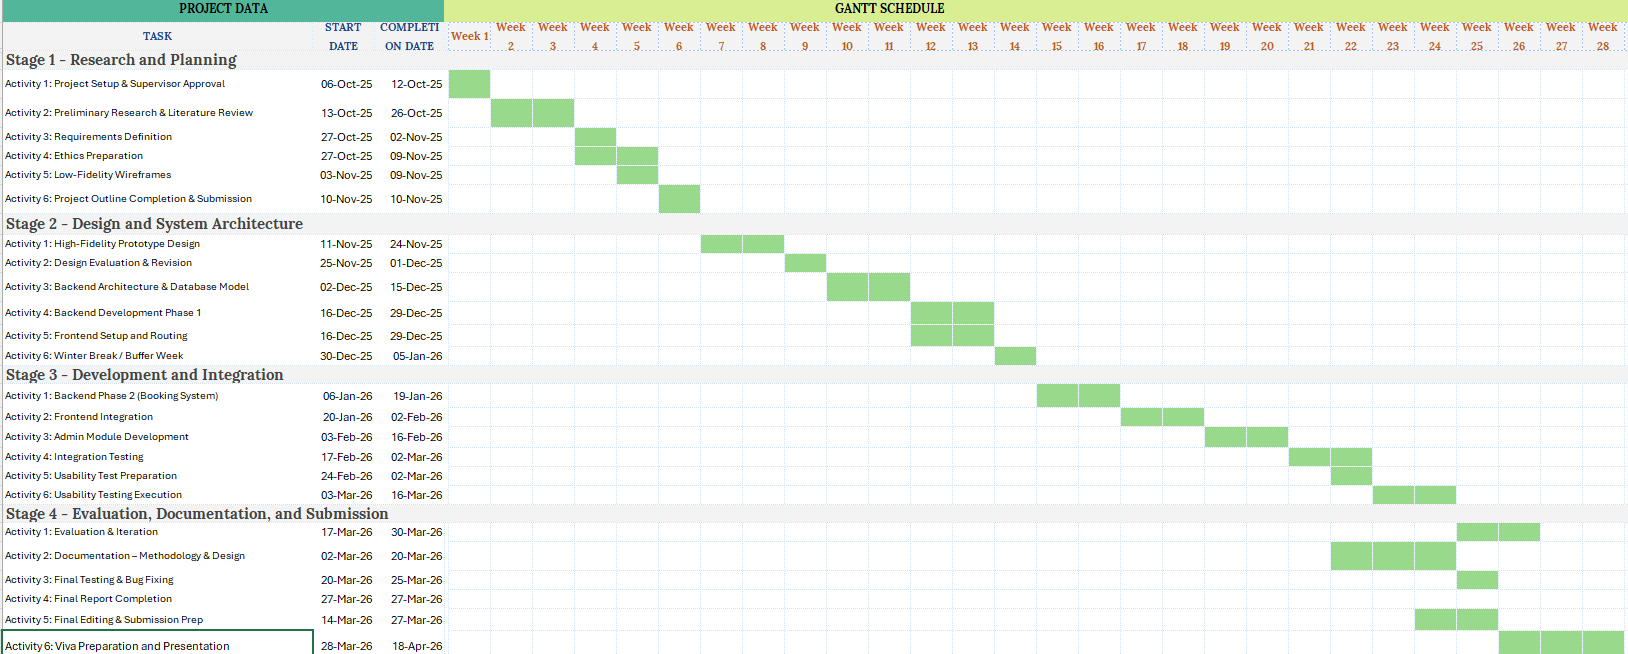 PROJECT DATA GANTT SCHEDULE
TASK START DATE COMPLETI ON DATE Week 1 Week 2 Week 3 Week 4 Week 5 Week 6 Week 7 Week 8 Week 9 Week 10 Week 11 Week 12 Week 13 Week 14 Week 15 Week 16 Week 17 Week 18 Week 19 Week 20 Week 21 Week 22 Week 23 Week 24 Week 25 Week 26 Week 27 Week 28
Stage 1 - Research and Planning
Activity 1: Project Setup & Supervisor Approval 06-Oct-25 12-Oct-25
Activity 2: Preliminary Research & Literature Review 13-Oct-25 26-Oct-25
Activity 3: Requirements Definition 27-Oct-25 02-Nov-25
Activity 4: Ethics Preparation 27-Oct-25 09-Nov-25
Activity 5: Low-Fidelity Wireframes 03-Nov-25 09-Nov-25
Activity 6: Project Outline Completion & Submission 10-Nov-25 10-Nov-25
Stage 2 - Design and System Architecture
Activity 1: High-Fidelity Prototype Design 11-Nov-25 24-Nov-25
Activity 2: Design Evaluation & Revision 25-Nov-25 01-Dec-25
Activity 3: Backend Architecture & Database Model 02-Dec-25 15-Dec-25
Activity 4: Backend Development Phase 1 16-Dec-25 29-Dec-25
Activity 5: Frontend Setup and Routing 16-Dec-25 29-Dec-25
Activity 6: Winter Break / Buffer Week 30-Dec-25 05-Jan-26
Stage 3 - Development and Integration
Activity 1: Backend Phase 2 (Booking System) 06-Jan-26 19-Jan-26
Activity 2: Frontend Integration 20-Jan-26 02-Feb-26
Activity 3: Admin Module Development 03-Feb-26 16-Feb-26
Activity 4: Integration Testing 17-Feb-26 02-Mar-26
Activity 5: Usability Test Preparation 24-Feb-26 02-Mar-26
Activity 6: Usability Testing Execution 03-Mar-26 16-Mar-26
Stage 4 - Evaluation, Documentation, and Submission
Activity 1: Evaluation & Iteration 17-Mar-26 30-Mar-26
Activity 2: Documentation – Methodology & Design 02-Mar-26 20-Mar-26
Activity 3: Final Testing & Bug Fixing 20-Mar-26 25-Mar-26
Activity 4: Final Report Completion 27-Mar-26 27-Mar-26
Activity 5: Final Editing & Submission Prep 14-Mar-26 27-Mar-26
Activity 6: Viva Preparation and Presentation 28-Mar-26 18-Apr-26